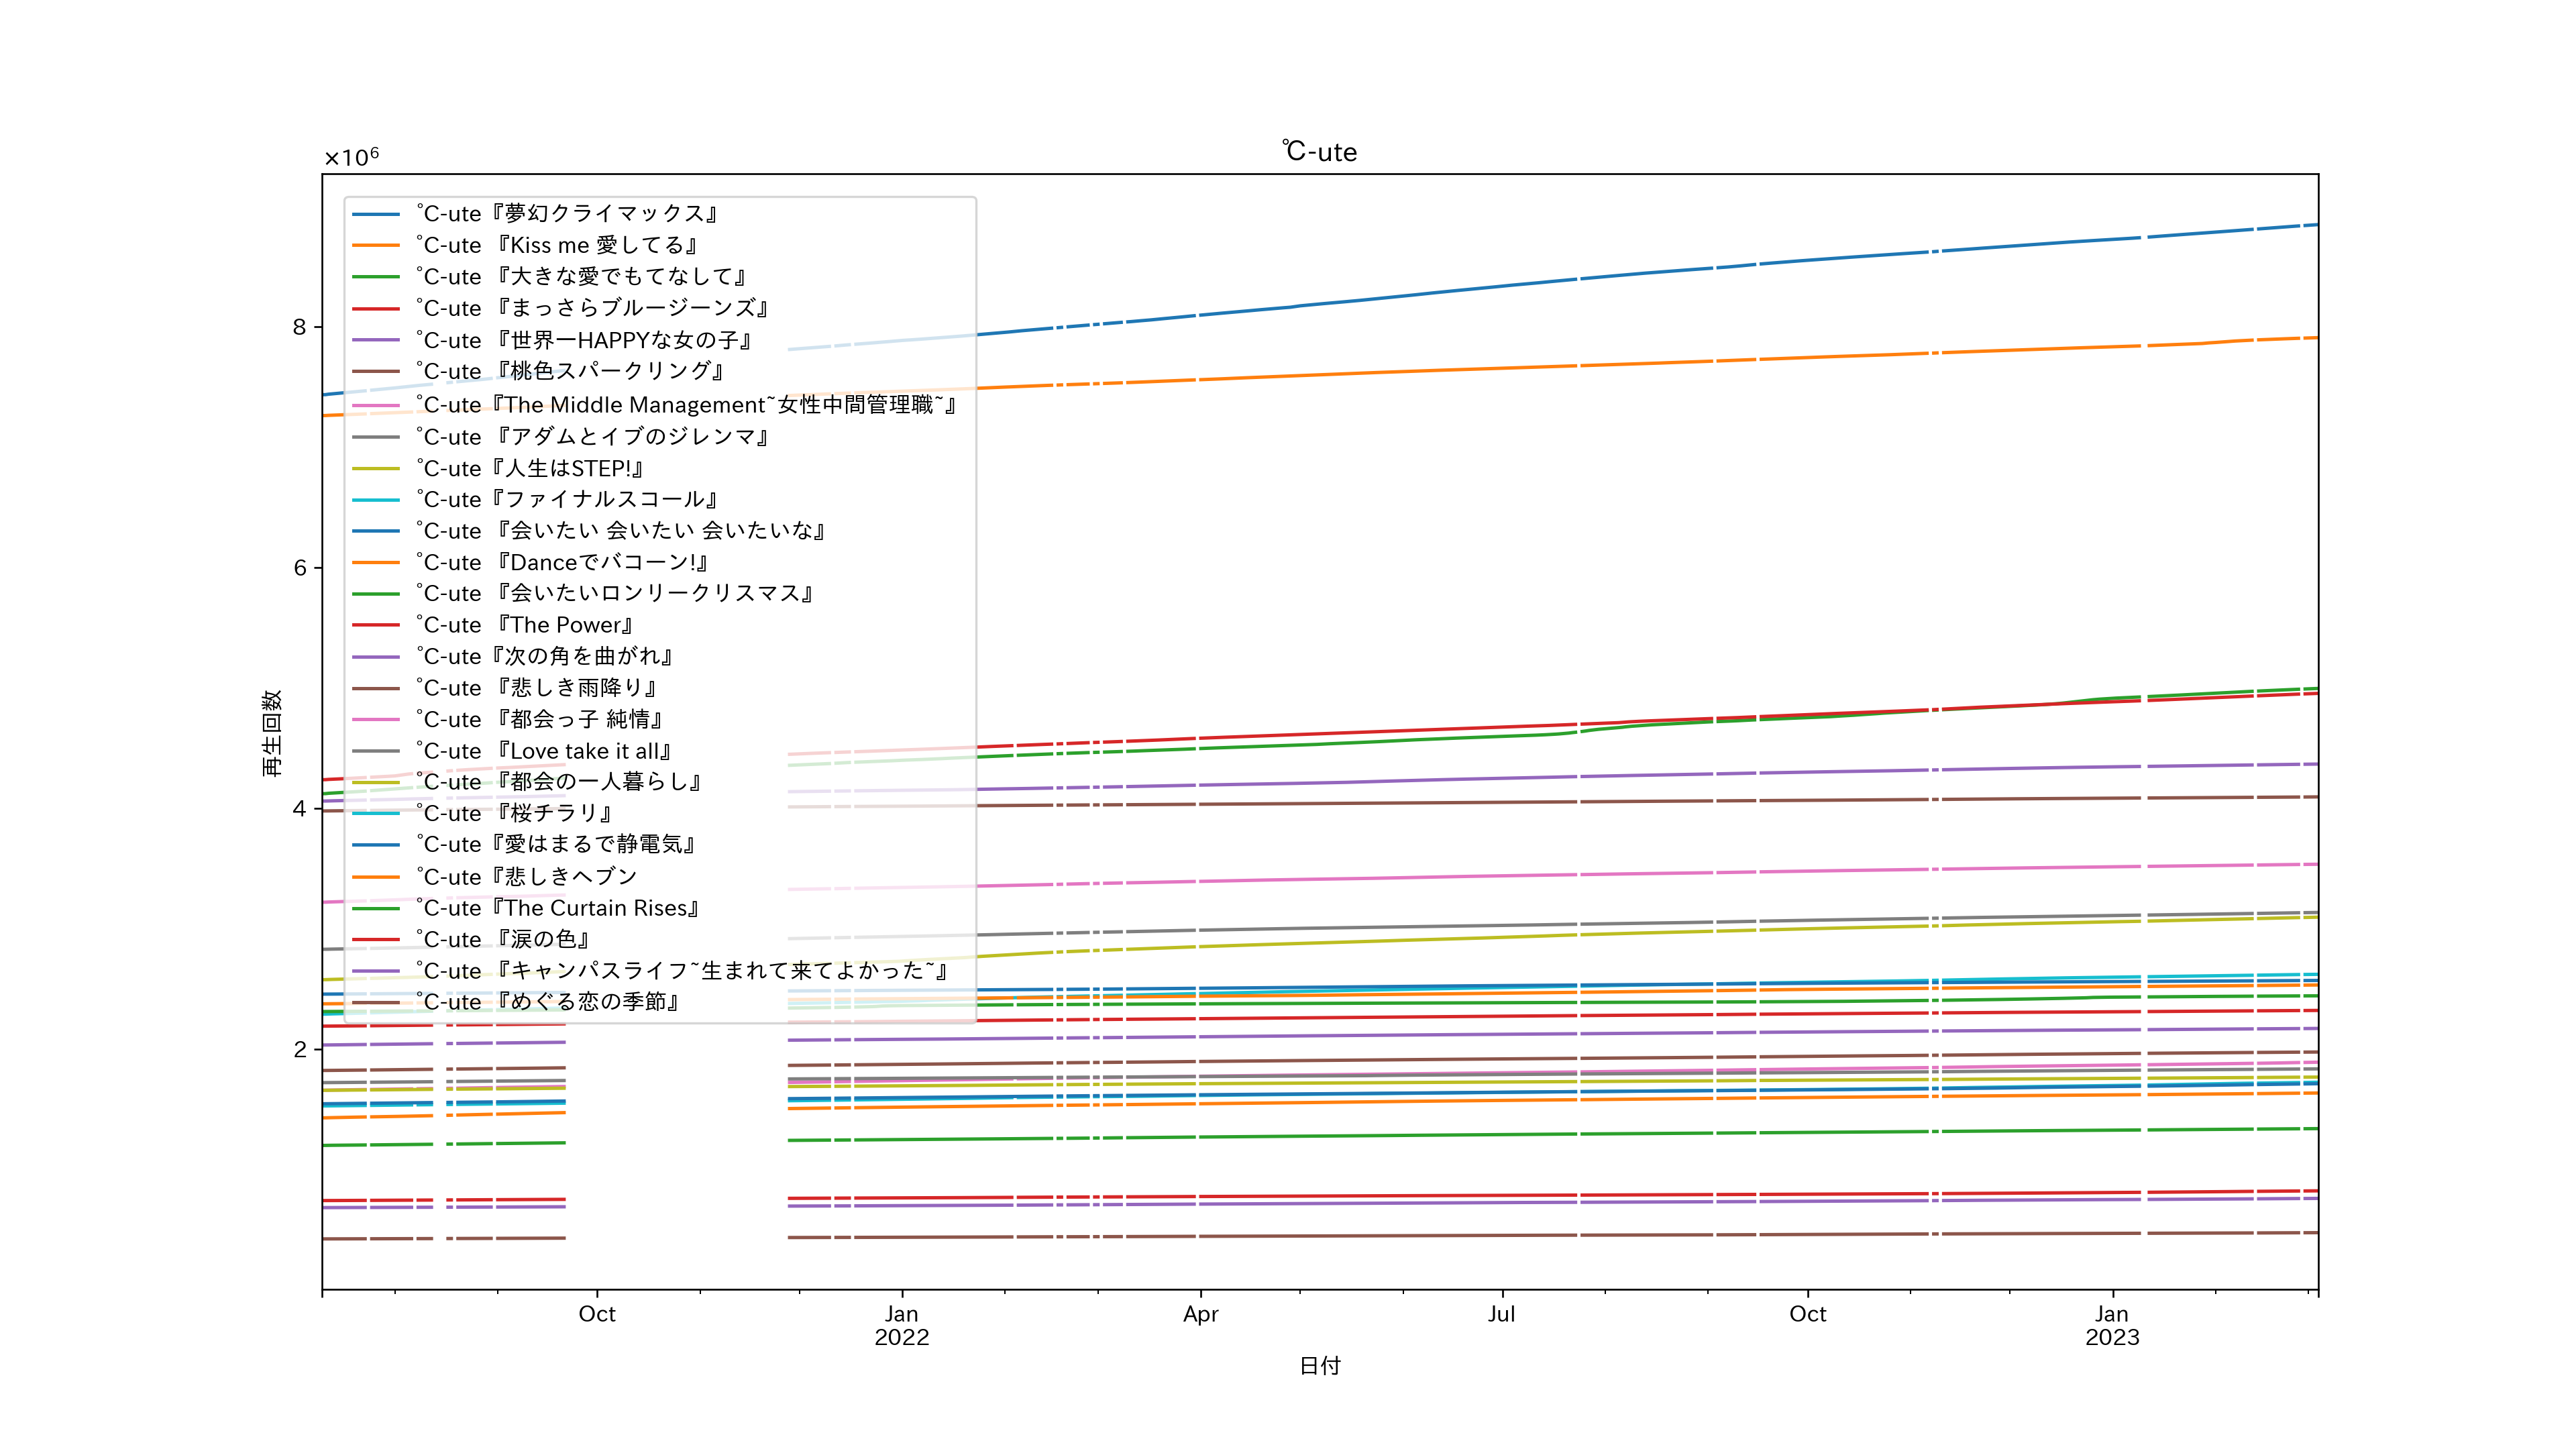 ℃-ute
×10⁶
8
6
4
2
再生回数
℃-ute『夢幻クライマックス』
℃-ute 『Kiss me 愛してる』
℃-ute 『大きな愛でもてなして』
℃-ute 『まっさらブルージーンズ』
℃-ute 『世界一HAPPYな女の子』
℃-ute 『桃色スパークリング』
℃-ute『The Middle Management~女性中間管理職~』
℃-ute 『アダムとイブのジレンマ』
℃-ute『人生はSTEP!』
℃-ute『ファイナルスコール』
℃-ute 『会いたい 会いたい 会いたいな』
℃-ute 『Danceでバコーン!』
℃-ute 『会いたいロンリークリスマス』
℃-ute 『The Power』
℃-ute『次の角を曲がれ』
℃-ute 『悲しき雨降り』
℃-ute 『都会っ子 純情』
℃-ute 『Love take it all』
℃-ute 『都会の一人暮らし』
℃-ute 『桜チラリ』
℃-ute『愛はまるで静電気』
℃-ute『悲しきヘブン
℃-ute『The Curtain Rises』
℃-ute 『涙の色』
℃-ute 『キャンパスライフ~生まれて来てよかった~』
℃-ute 『めぐる恋の季節』
Oct
Jan
2022
Apr
Jul
Oct
Jan
2023
日付